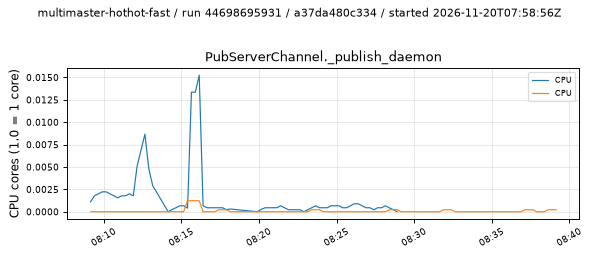 multimaster-hothot-fast / run 44698695931 / a37da480c334 / started 2026-11-20T07:58:56Z
PubServerChannel._publish_daemon
CPU cores (1.0 = 1 core)
0.0150
0.0125
0.0100
0.0075
0.0050
0.0025
0.0000
CPU
CPU
08:10
08:15
08:20
08:25
08:30
08:35
08:40